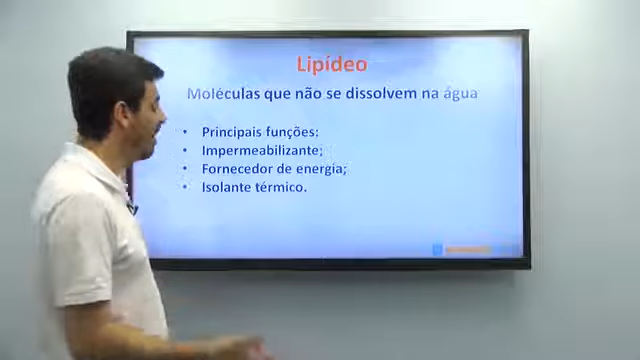 Lipídeo
Moléculas que não se dissolvem na água
• Principais funções:
• Impermeabilizante;
• Fornecedor de energia;
• Isolante térmico.